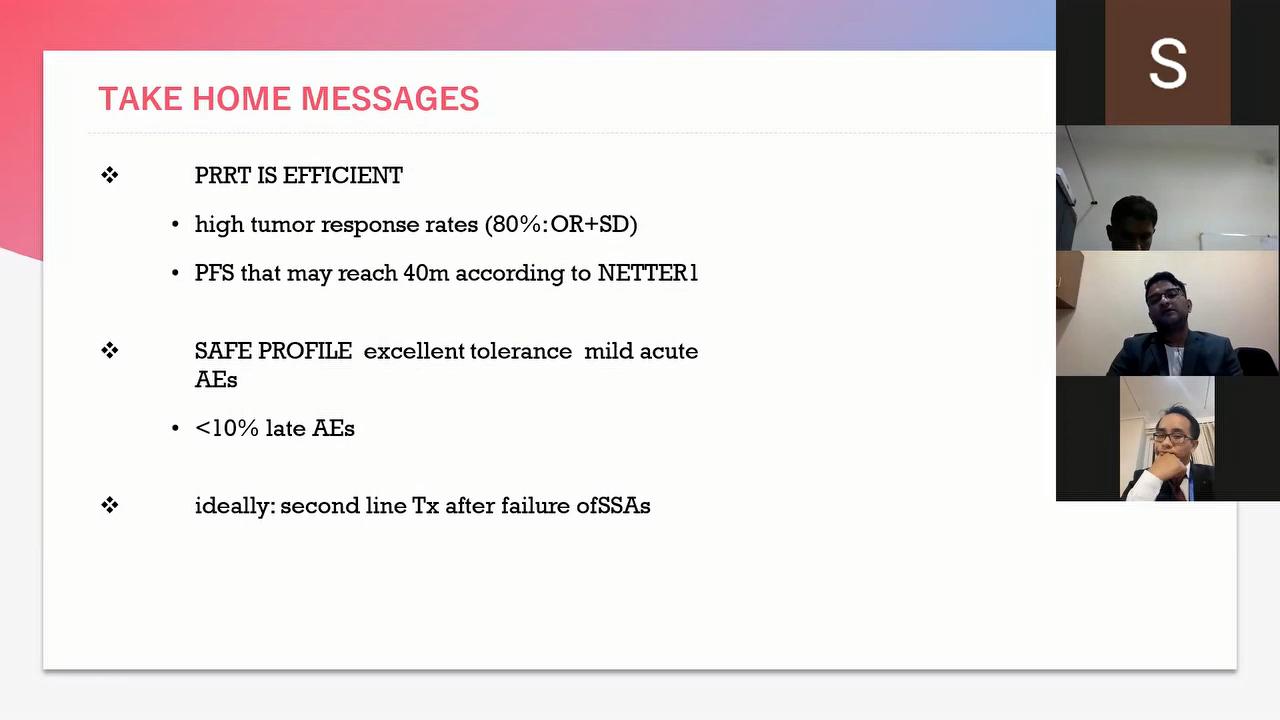 TAKE HOME MESSAGES
❖ PRRT IS EFFICIENT
• high tumor response rates (80%:OR+SD)
• PFS that may reach 40m according to NETTER1
❖ SAFE PROFILE excellent tolerance mild acute
AEs
• <10% late AEs
❖ ideally: second line Tx after failure ofSSAs
S